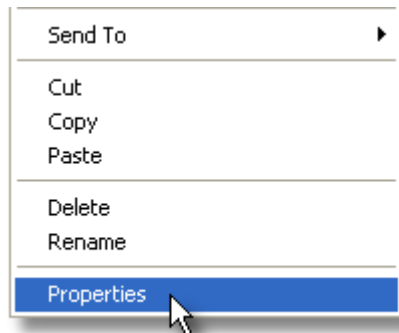 Send To
Cut
Copy
Paste
Delete
Rename
Properties